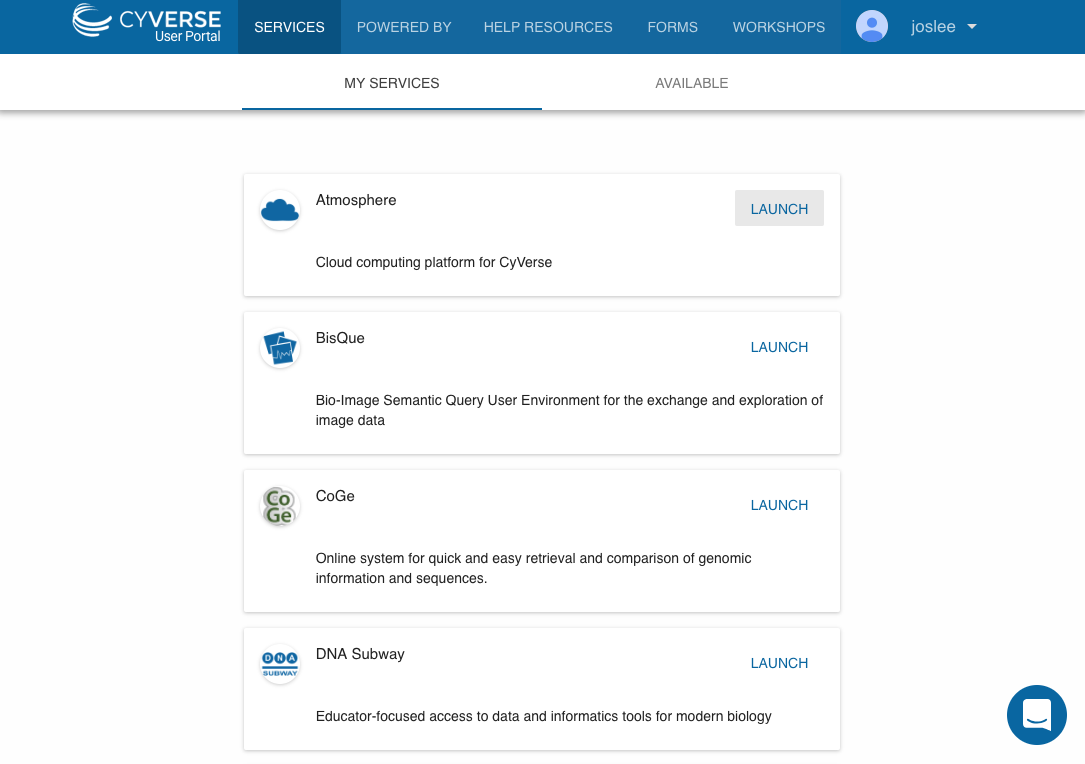 CYVERSE
User Portal
SERVICES
POWERED BY
HELP RESOURCES
FORMS
WORKSHOPS
joslee
MY SERVICES
AVAILABLE
Atmosphere
LAUNCH
Cloud computing platform for CyVerse
BisQue
LAUNCH
Bio-Image Semantic Query User Environment for the exchange and exploration of
image data
Co
Ge
CoGe
LAUNCH
Online system for quick and easy retrieval and comparison of genomic
information and sequences.
DNA
SUBWAY
DNA Subway
LAUNCH
Educator-focused access to data and informatics tools for modern biology